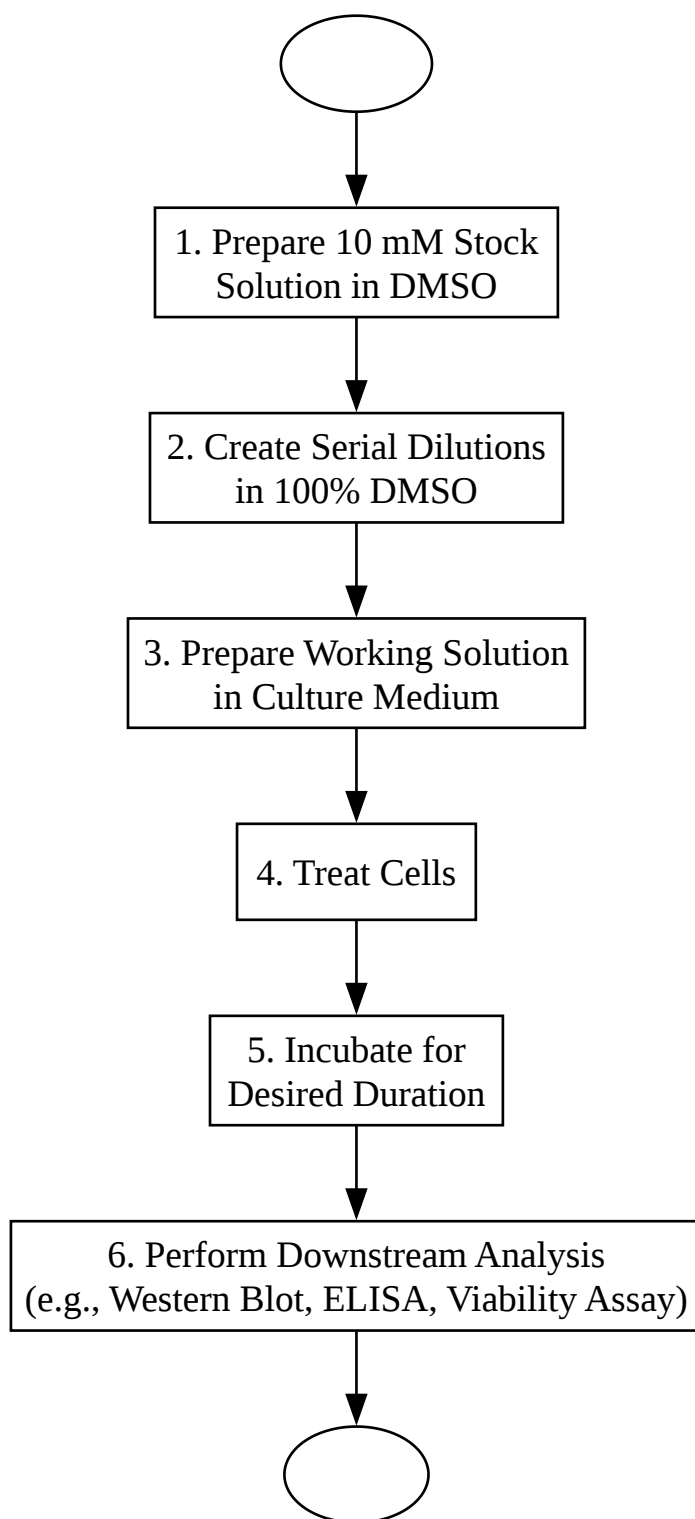 1. Prepare 10 mM Stock
Solution in DMSO
2. Create Serial Dilutions
in 100% DMSO
3. Prepare Working Solution
in Culture Medium
4. Treat Cells
5. Incubate for
Desired Duration
6. Perform Downstream Analysis
(e.g., Western Blot, ELISA, Viability Assay)